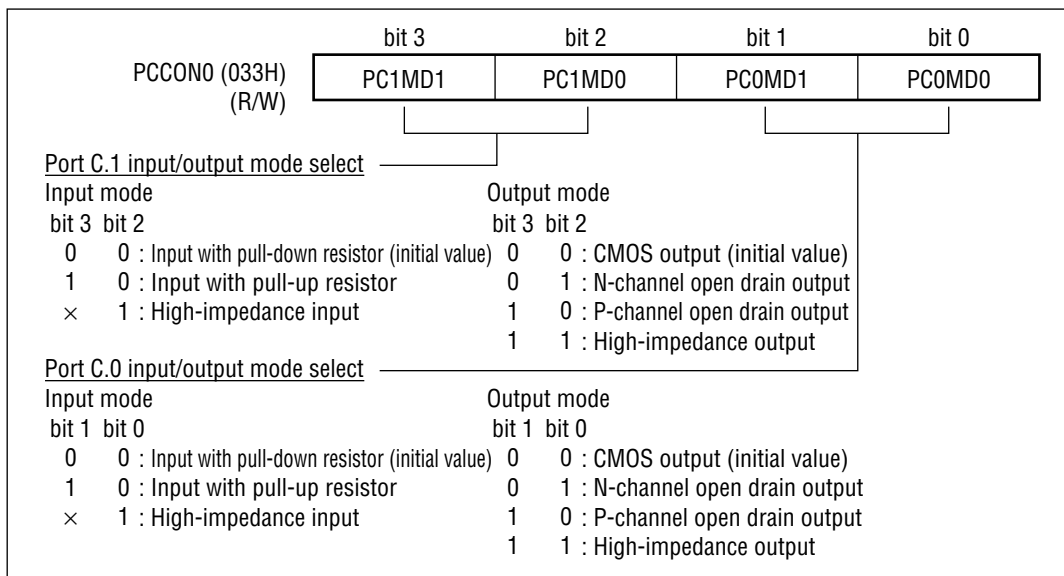 bit 3 bit 2 bit 1 bit 0
PCCON0 (033H) PC1MD1 PC1MD0 PC0MD1 PC0MD0
(R/W)
Port C.1 input/output mode select
Input mode Output mode
bit 3 bit 2 bit 3 bit 2
0 0 : Input with pull-down resistor (initial value) 0 0 : CMOS output (initial value)
1 0 : Input with pull-up resistor 0 1 : N-channel open drain output
× 1 : High-impedance input 1 0 : P-channel open drain output
1 1 : High-impedance output
Port C.0 input/output mode select
Input mode Output mode
bit 1 bit 0 bit 1 bit 0
0 0 : Input with pull-down resistor (initial value) 0 0 : CMOS output (initial value)
1 0 : Input with pull-up resistor 0 1 : N-channel open drain output
× 1 : High-impedance input 1 0 : P-channel open drain output
1 1 : High-impedance output